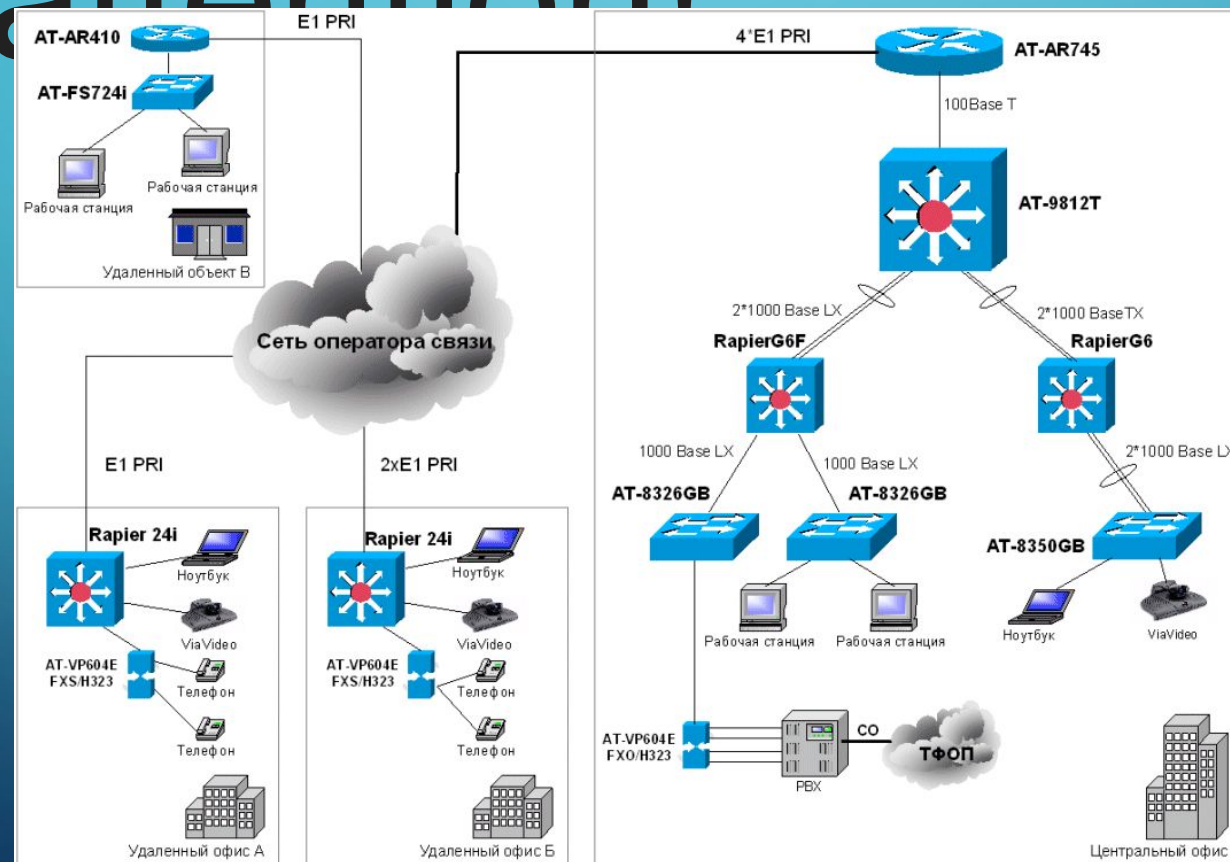 E1 PRI
AT-AR410
AT-FS724i
Рабочая станция
Рабочая станция
Удаленный объект В
4*E1 PRI
AT-AR745
100Base T
AT-9812T
2*1000 Base LX
2*1000 BaseTX
RapierG6F
RapierG6
Сеть оператора связи
E1 PRI
2xE1 PRI
1000 Base LX
1000 Base LX
2*1000 Base LX
AT-8326GB
AT-8326GB
AT-8350GB
Rapier 24i
Ноутбук
ViaVideo
AT-VP604E
FXS/H323
Телефон
Телефон
Удаленный офис А
Rapier 24i
Ноутбук
ViaVideo
AT-VP604E
FXS/H323
Телефон
Телефон
Удаленный офис Б
Рабочая станция
Рабочая станция
Ноутбук
ViaVideo
AT-VP604E
FXO/H323
PBX
CO
ТФОП
Центральный офис